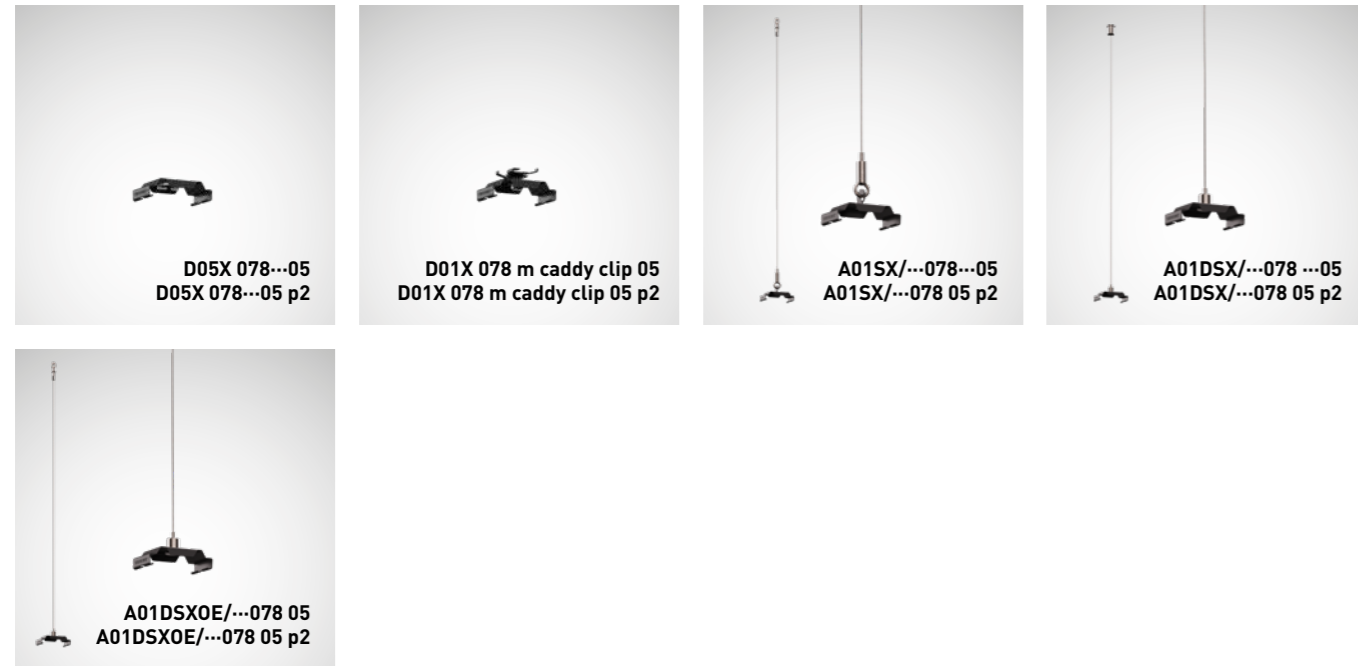 D05X 078···05
D05X 078···05 p2
D01X 078 m caddy clip 05
D01X 078 m caddy clip 05 p2
A01SX/···078···05
A01SX/···078 05 p2
A01DSX/···078 ···05
A01DSX/···078 05 p2
A01DSXOE/···078 05
A01DSXOE/···078 05 p2